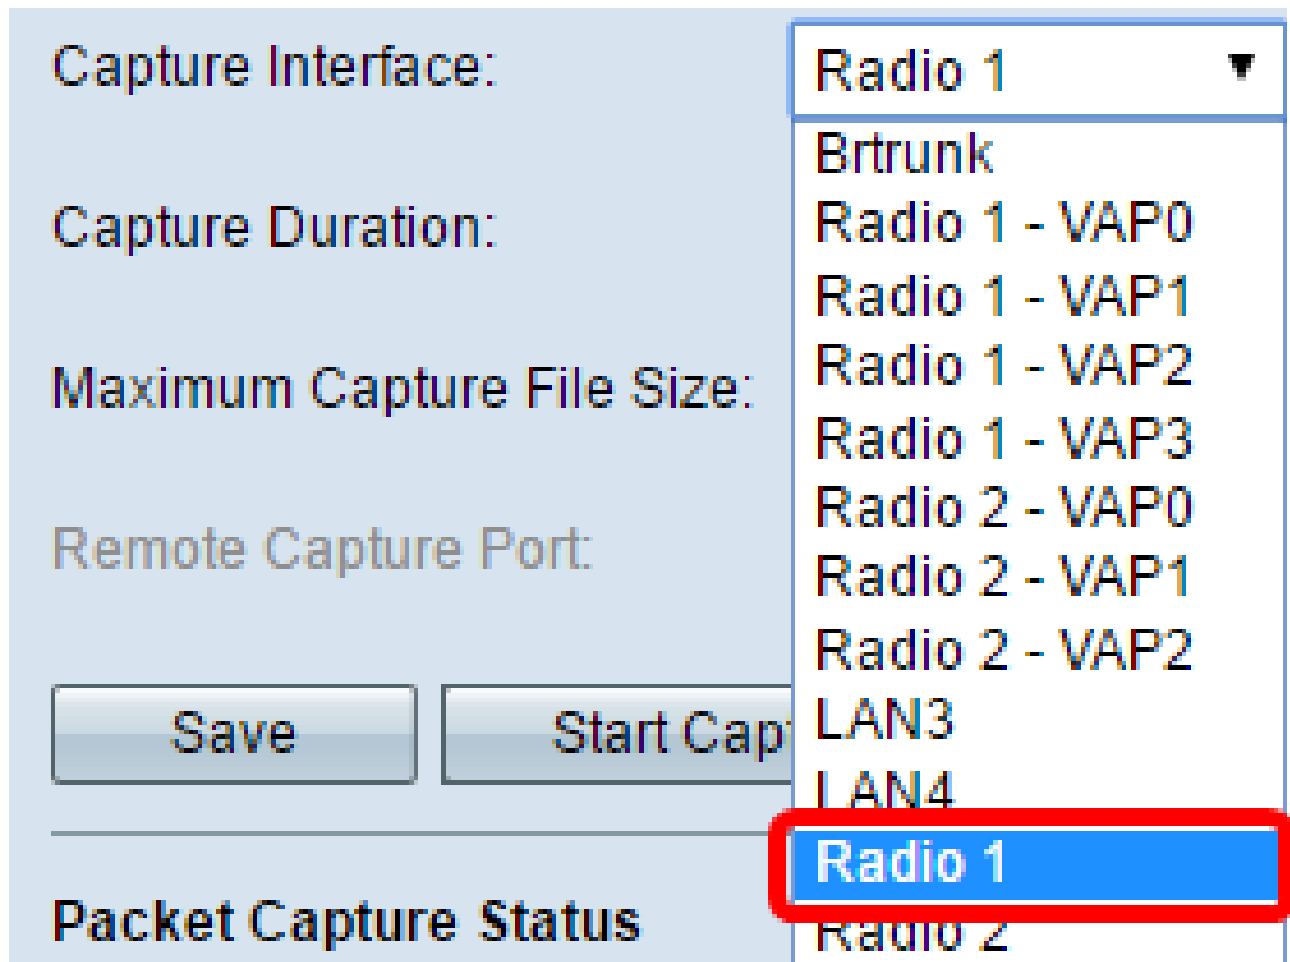 Capture Interface:
Radio 1
Brtrunk
Radio 1 - VAP0
Capture Duration:
Radio 1 - VAP1
Radio 1 - VAP2
Maximum Capture File Size:
Radio 1 - VAP3
Radio 2 - VAP0
Remote Capture Port:
Radio 2 - VAP1
Radio 2 - VAP2
LAN3
Save
Start Capt
LAN4
Radio 1
Packet Capture Status
Radio 2